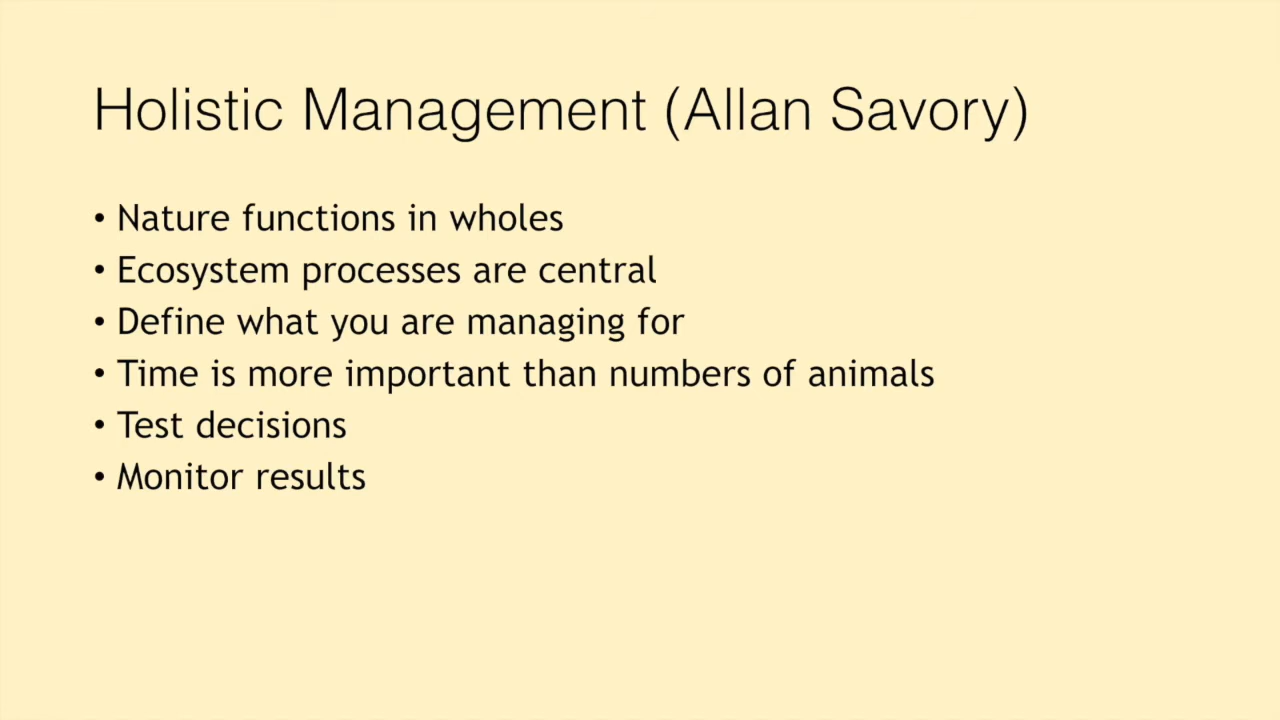 Holistic Management (Allan Savory)
• Nature functions in wholes
• Ecosystem processes are central
• Define what you are managing for
• Time is more important than numbers of animals
• Test decisions
• Monitor results